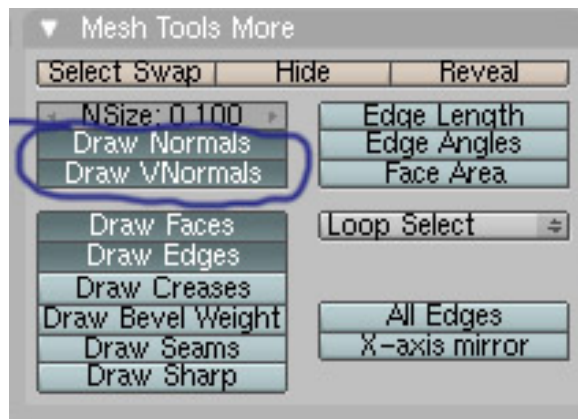 Mesh Tools More
Select Swap Hide Reveal
NSize: 0.100
Draw Normals
Draw VNormals
Edge Length
Edge Angles
Face Area
Draw Faces
Draw Edges
Draw Creases
Draw Bevel Weight
Draw Seams
Draw Sharp
Loop Select
All Edges
X-axis mirror